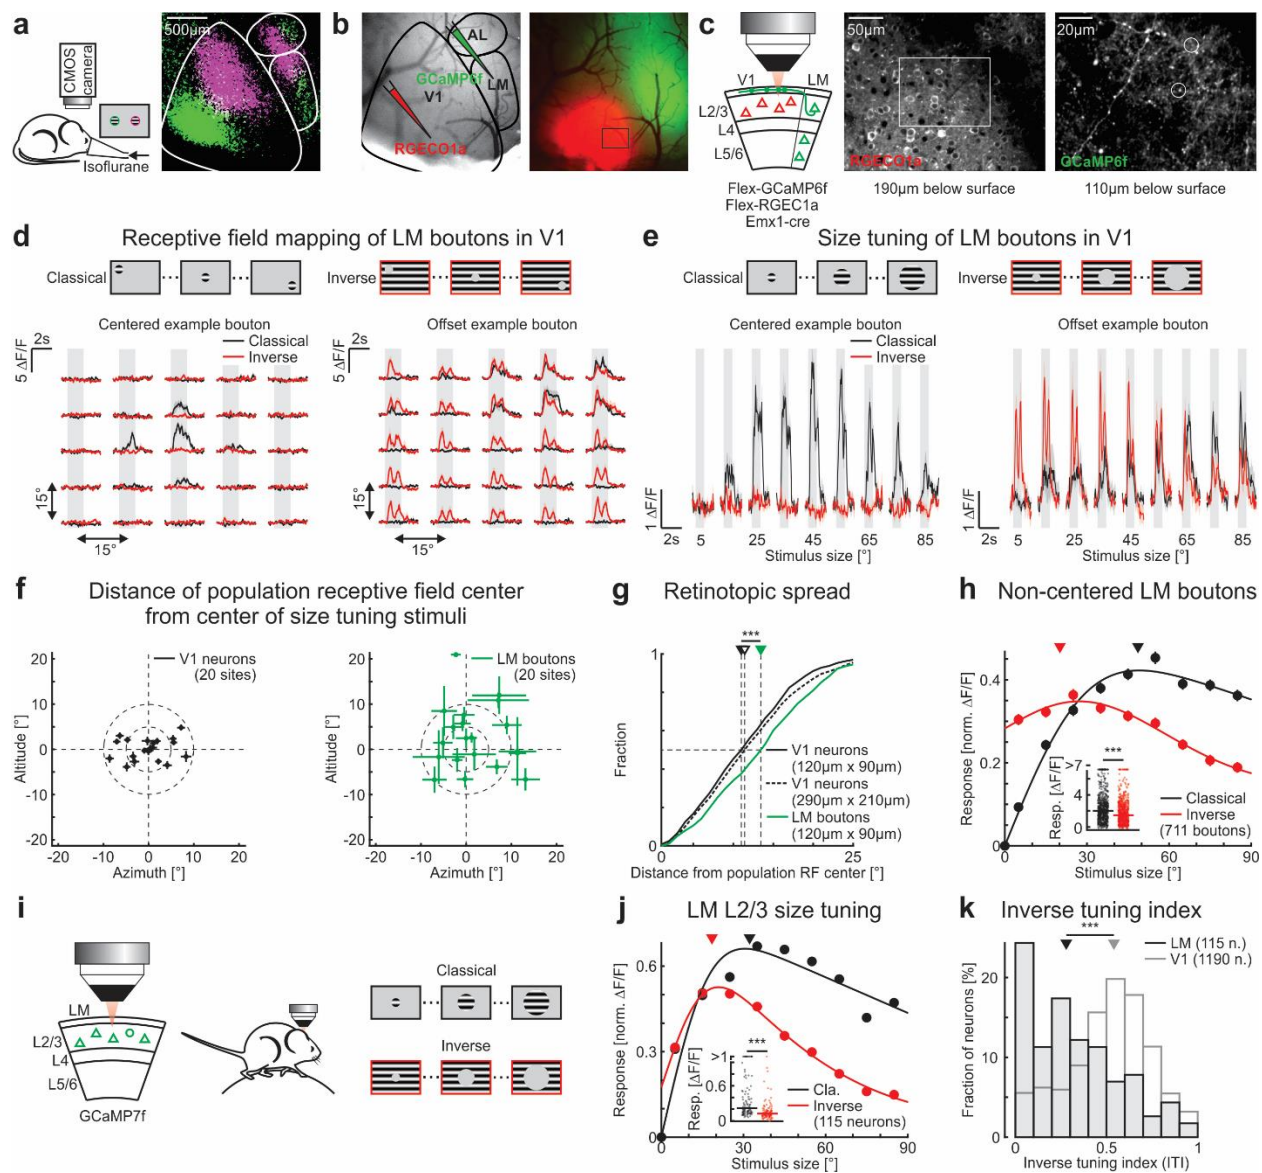 a
CMOS
camera
Isoflurane
500µm
b
AL
GCaMP6f
LM
V1
RGECO1a
c
V1 LM
L2/3
L4
L5/6
Flex-GCaMP6f
Flex-RGEC1a
Emx1-cre
50µm
RGECO1a
190µm below surface
20µm
GCaMP6f
110µm below surface
d Receptive field mapping of LM boutons in V1
Classical
Inverse
Centered example bouton
2s
5 ΔF/F
Classical
Inverse
15°
15°
Offset example bouton
2s
5 ΔF/F
15°
15°
e Size tuning of LM boutons in V1
Classical
Inverse
Centered example bouton
Classical
Inverse
1 ΔF/F
2s 5 25 45 65 85
Stimulus size [°]
Offset example bouton
1 ΔF/F
2s 5 25 45 65 85
Stimulus size [°]
f Distance of population receptive field center
from center of size tuning stimuli
V1 neurons
(20 sites)
Altitude [°]
20
10
0
-10
-20
-20 -10 0 10 20
Azimuth [°]
LM boutons
(20 sites)
Altitude [°]
20
10
0
-10
-20
-20 -10 0 10 20
Azimuth [°]
g Retinotopic spread
***
Fraction
1
0
V1 neurons
(120µm x 90µm)
V1 neurons
(290µm x 210µm)
LM boutons
(120µm x 90µm)
0 25
Distance from population RF center [°]
h Non-centered LM boutons
Response [norm. ΔF/F]
0.4
0.2
0
Resp. [ΔF/F]
>7
4
2
0
***
Classical
Inverse
(711 boutons)
0 30 60 90
Stimulus size [°]
i
LM
L2/3
L4
L5/6
GCaMP7f
Classical
Inverse
j LM L2/3 size tuning
Response [norm. ΔF/F]
0.6
0.3
0
Resp. [ΔF/F]
>1
0.6
0
***
Cla.
Inverse
(115 neurons)
0 30 60 90
Stimulus size [°]
k Inverse tuning index
***
LM (115 n.)
V1 (1190 n.)
Fraction of neurons [%]
20
10
0
0 0.5 1
Inverse tuning index (ITI)